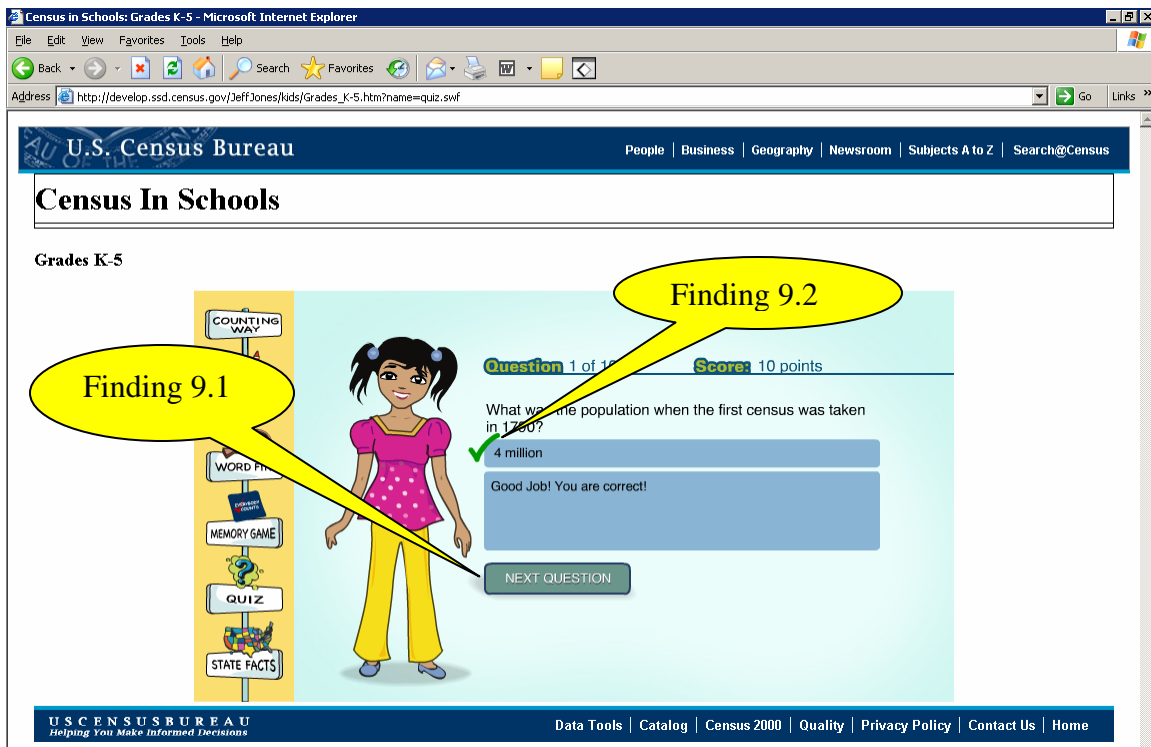 Census in Schools: Grades K-5 - Microsoft Internet Explorer
File Edit View Favorites Tools Help
Back Search Favorites
Address http://develop.ssd.census.gov/JeffJones/kids/Grades_K-5.htm?name=quiz.swf Go Links »
U.S. Census Bureau
People | Business | Geography | Newsroom | Subjects A to Z | Search@Census
Census In Schools
Grades K-5
Finding 9.2
Finding 9.1
COUNTING
WAY
WORD
MEMORY GAME
QUIZ
STATE FACTS
Question 1 of Score: 10 points
What was the population when the first census was taken
in 1790?
4 million
Good Job! You are correct!
NEXT QUESTION
USCENSUSBUREAU
Helping You Make Informed Decisions
Data Tools | Catalog | Census 2000 | Quality | Privacy Policy | Contact Us | Home